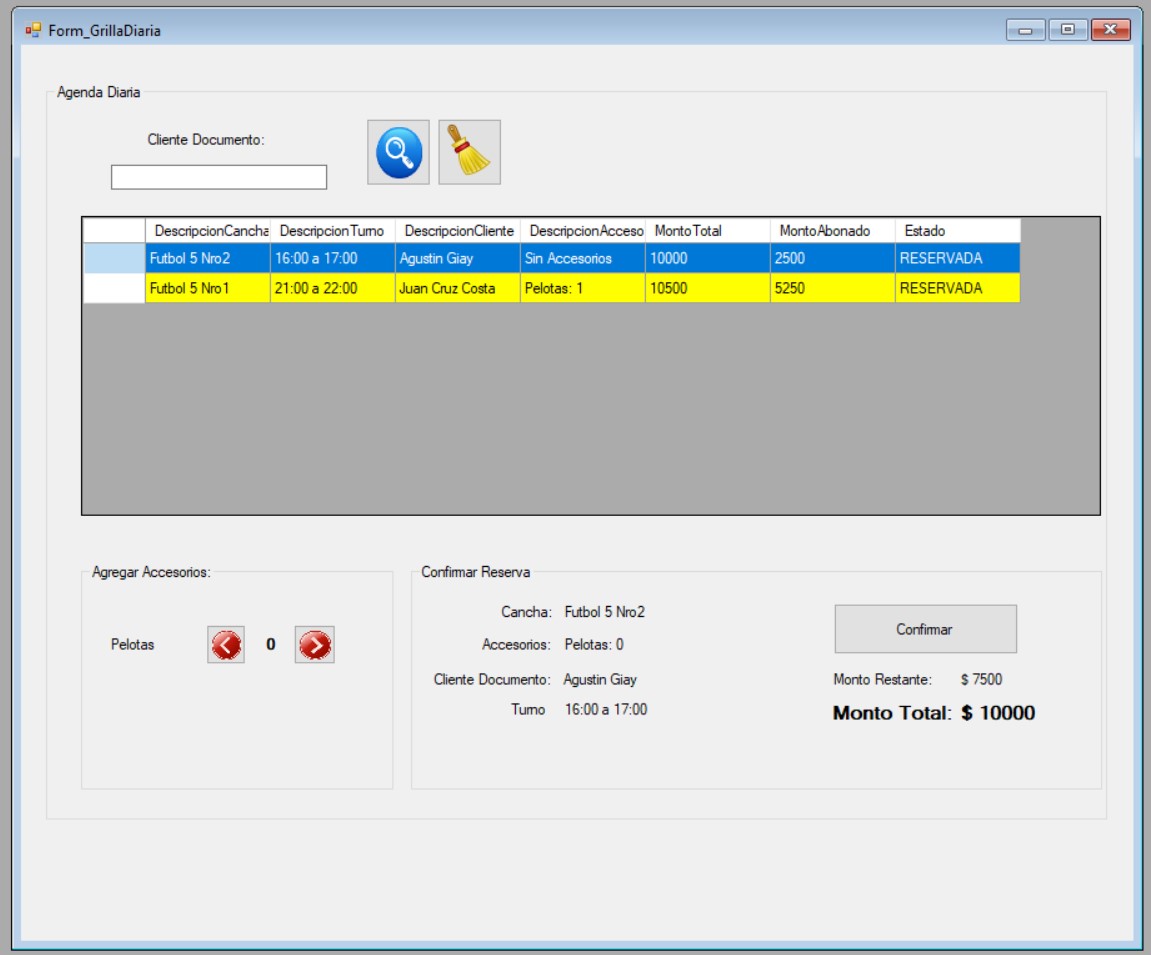 Form_GrillaDiaria
Agenda Diaria
Cliente Documento:
DescripcionCancha DescripcionTurno DescripcionCliente DescripcionAcceso MontoTotal MontoAbonado Estado
Futbol 5 Nro2 16:00 a 17:00 Agustin Giay Sin Accesorios 10000 2500 RESERVADA
Futbol 5 Nro1 21:00 a 22:00 Juan Cruz Costa Pelotas: 1 10500 5250 RESERVADA
Agregar Accesorios:
Pelotas 0
Confirmar Reserva
Cancha: Futbol 5 Nro2
Accesorios: Pelotas: 0
Cliente Documento: Agustin Giay
Turno 16:00 a 17:00
Confirmar
Monto Restante: $ 7500
Monto Total: $ 10000